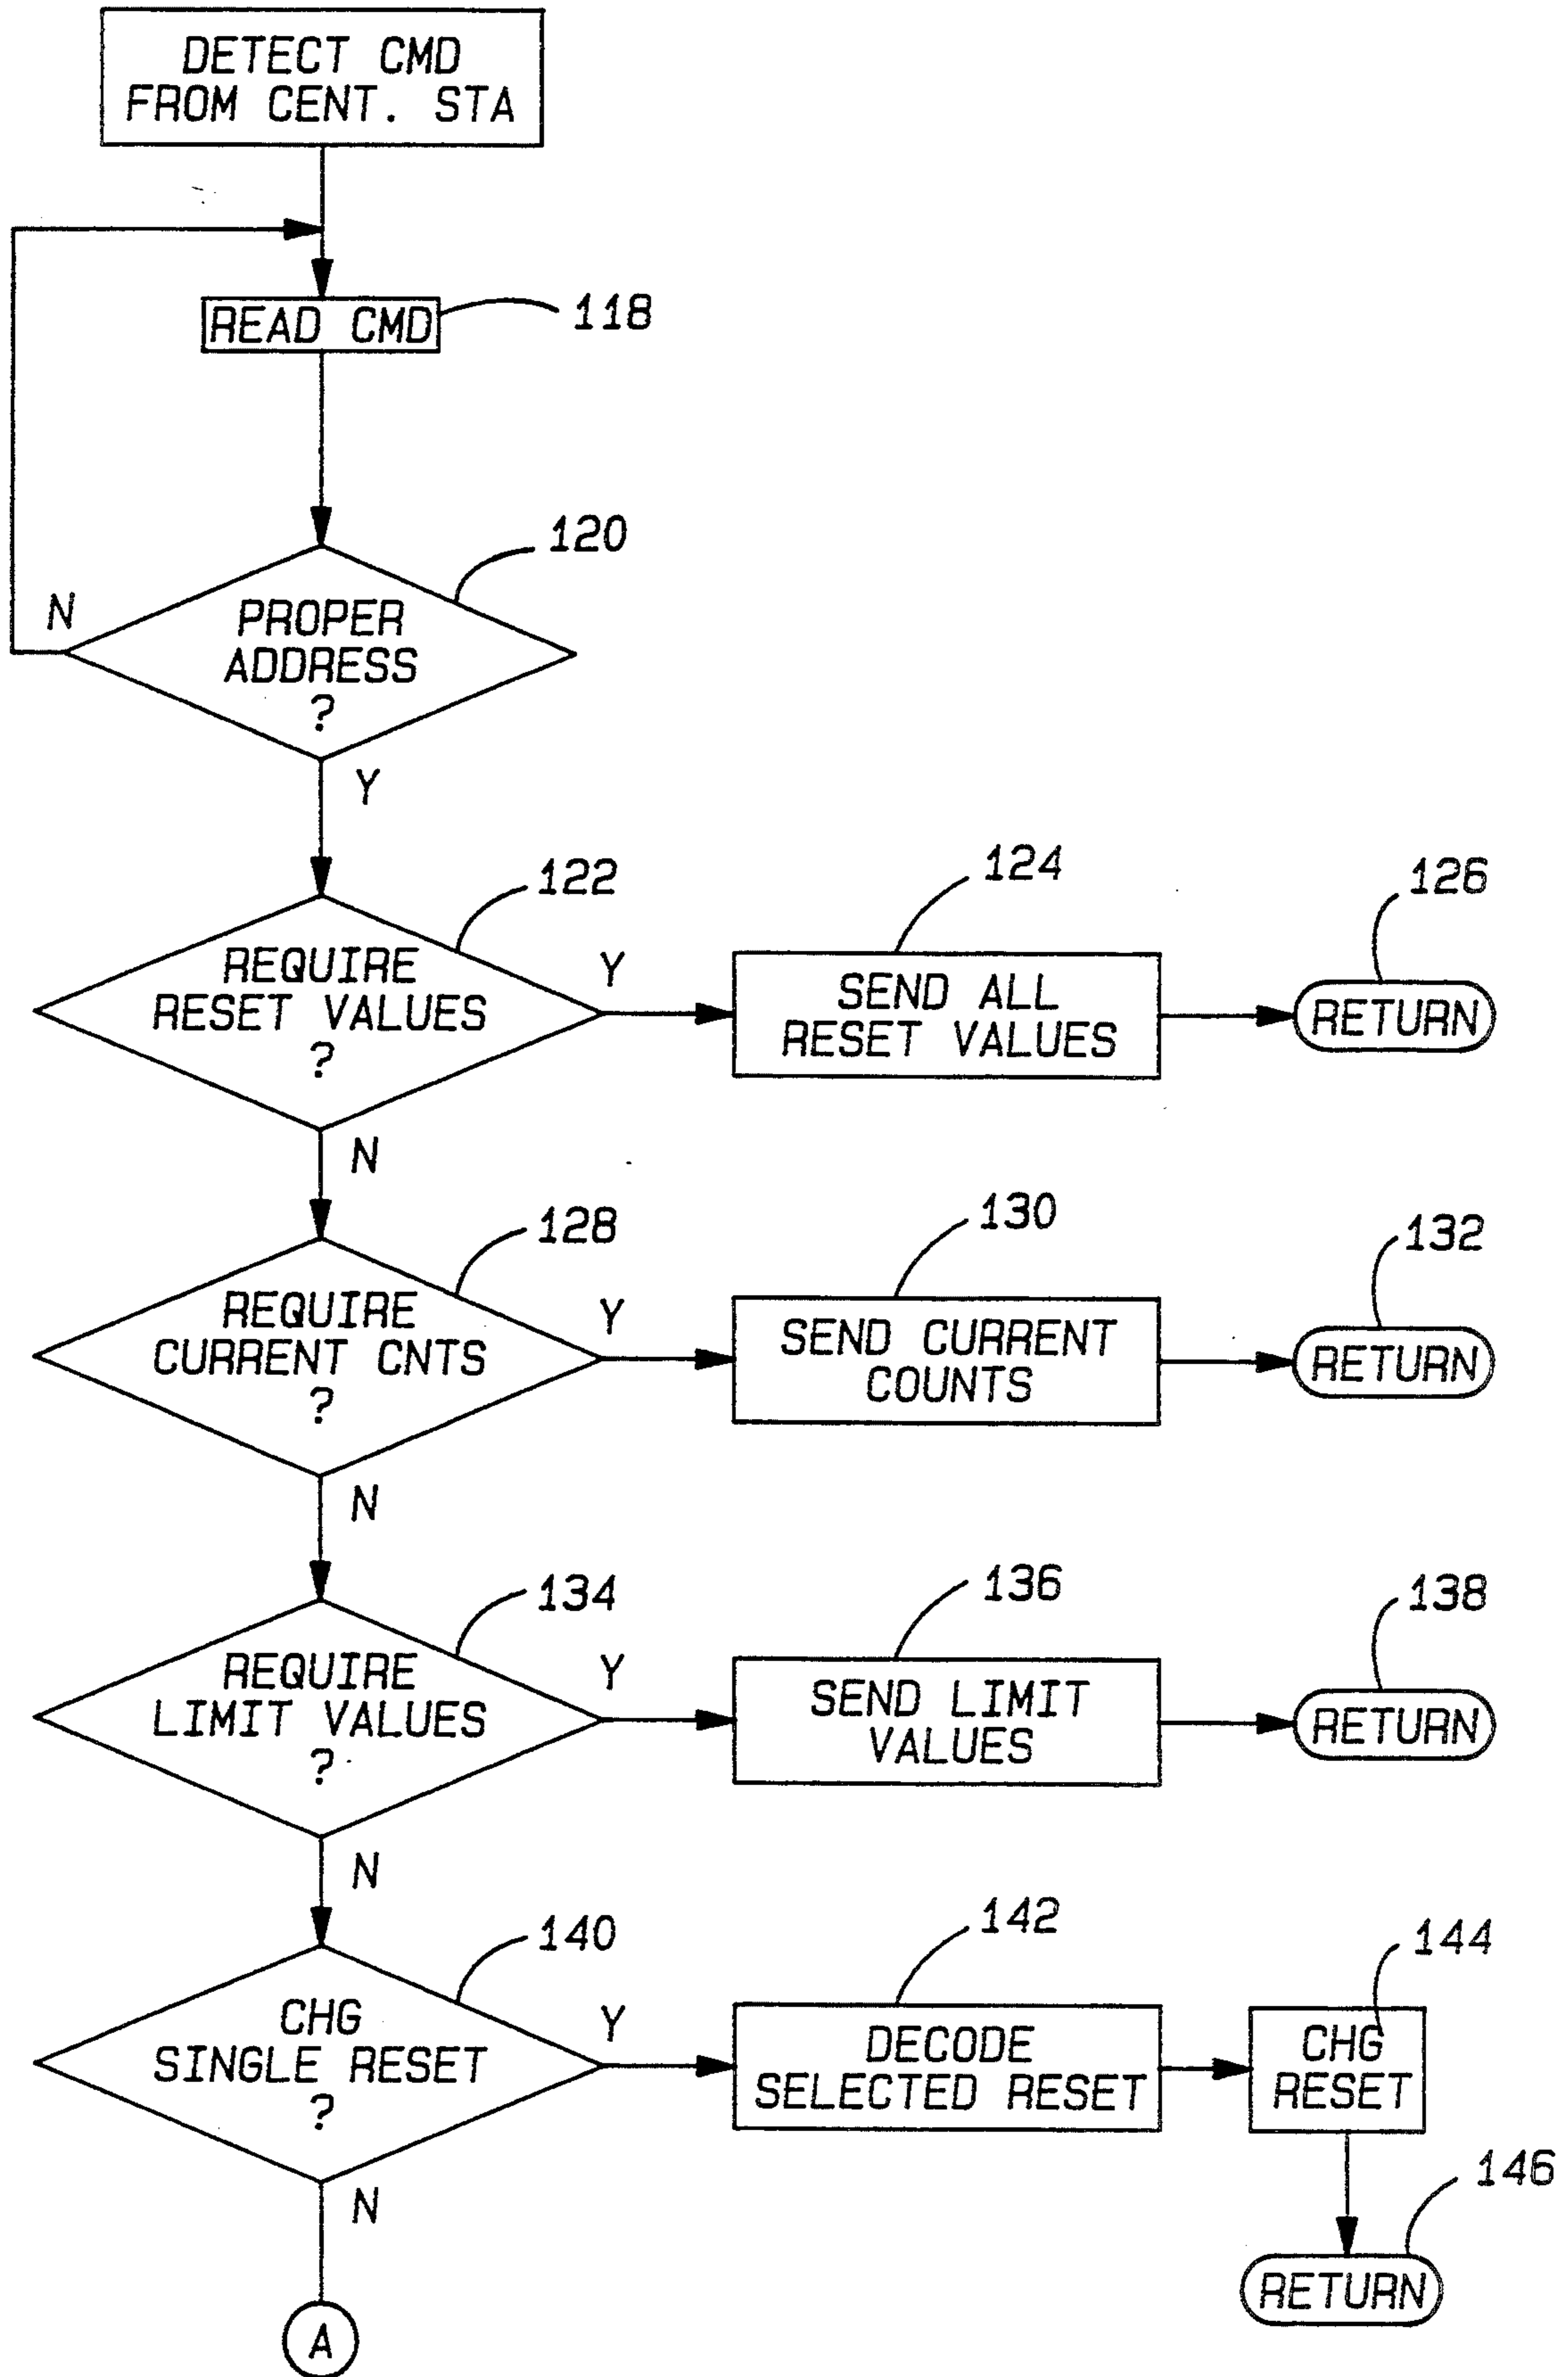 DETECT CMD
FROM CENT. STA
READ CMD
118
120
N
PROPER
ADDRESS
?
Y
122
REQUIRE
RESET VALUES
?
Y
124
SEND ALL
RESET VALUES
126
RETURN
N
128
REQUIRE
CURRENT CNTS
?
Y
130
SEND CURRENT
COUNTS
132
RETURN
N
134
REQUIRE
LIMIT VALUES
?
Y
136
SEND LIMIT
VALUES
138
RETURN
N
140
CHG
SINGLE RESET
?
Y
142
DECODE
SELECTED RESET
144
CHG
RESET
146
RETURN
N
A